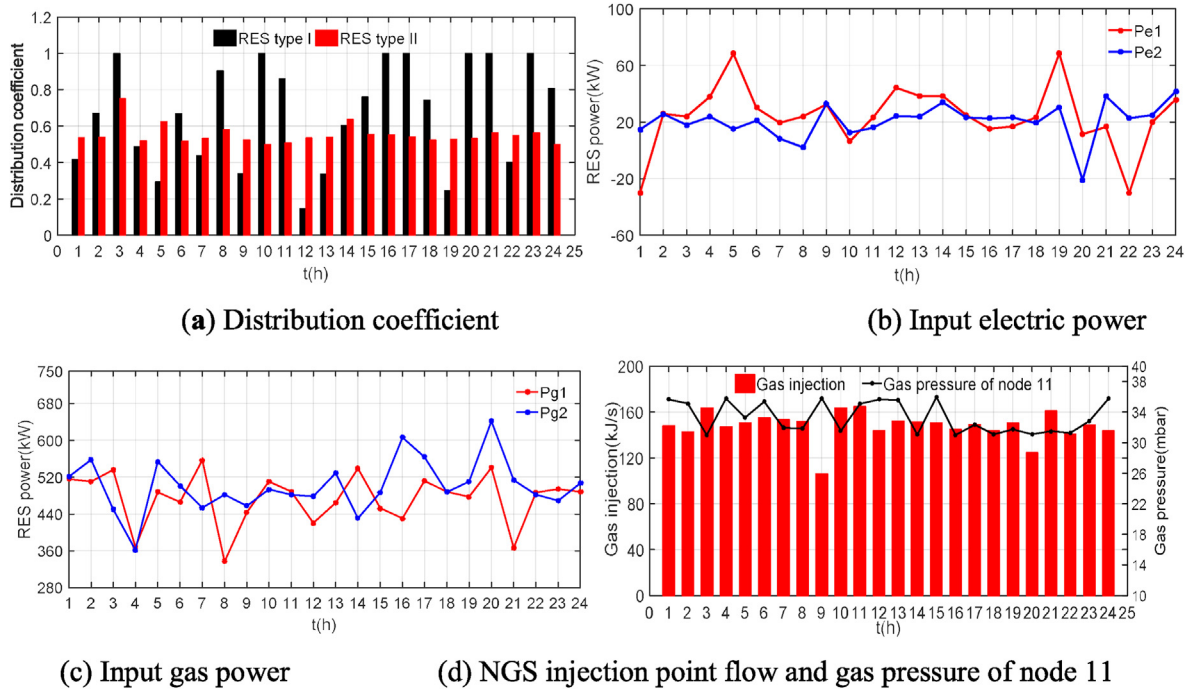 1.2
1
0.8
0.6
0.4
0.2
0
Distribution coefficient
RES type I
RES type II
0 1 2 3 4 5 6 7 8 9 10 11 12 13 14 15 16 17 18 19 20 21 22 23 24 25
t(h)
(a) Distribution coefficient
100
60
20
-20
-60
RES power(kW)
Pe1
Pe2
1 2 3 4 5 6 7 8 9 10 11 12 13 14 15 16 17 18 19 20 21 22 23 24
t(h)
(b) Input electric power
750
680
600
520
440
360
280
RES power(kW)
Pg1
Pg2
1 2 3 4 5 6 7 8 9 10 11 12 13 14 15 16 17 18 19 20 21 22 23 24
t(h)
(c) Input gas power
200
160
120
80
40
0
Gas injection(kJ/s)
Gas injection
Gas pressure of node 11
40
38
34
30
26
22
18
14
10
Gas pressure(mbar)
0 1 2 3 4 5 6 7 8 9 10 11 12 13 14 15 16 17 18 19 20 21 22 23 24 25
t(h)
(d) NGS injection point flow and gas pressure of node 11